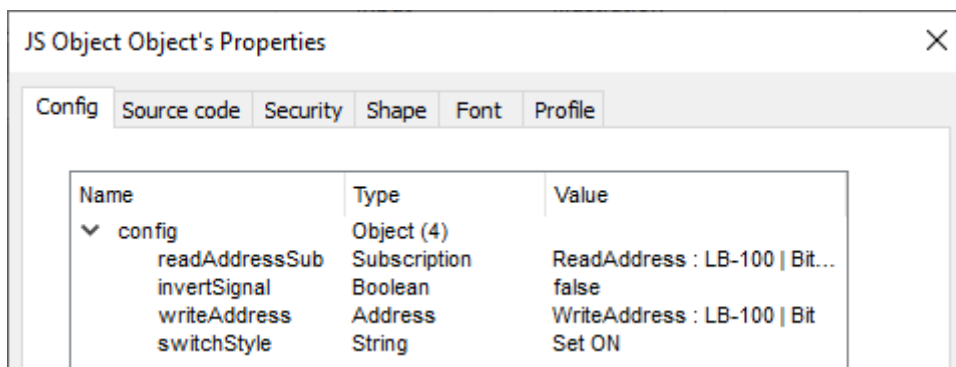 JS Object Object's Properties
Config Source code Security Shape Font Profile
Name Type Value
config Object (4)
readAddressSub Subscription ReadAddress : LB-100 | Bit...
invertSignal Boolean false
writeAddress Address WriteAddress : LB-100 | Bit
switchStyle String Set ON